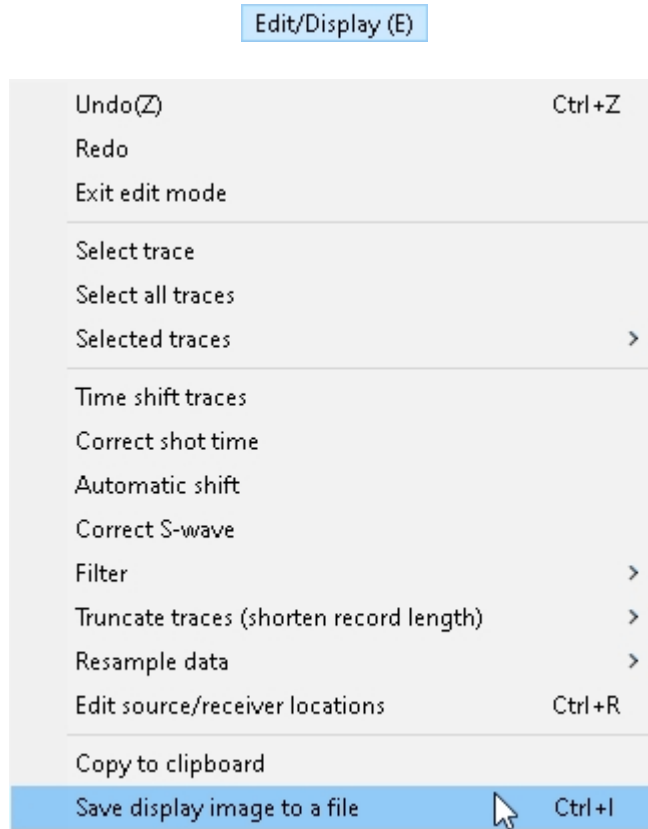 Edit/Display (E)
Undo(Z) Ctrl+Z
Redo
Exit edit mode
Select trace
Select all traces
Selected traces
Time shift traces
Correct shot time
Automatic shift
Correct S-wave
Filter
Truncate traces (shorten record length)
Resample data
Edit source/receiver locations Ctrl+R
Copy to clipboard
Save display image to a file Ctrl+I